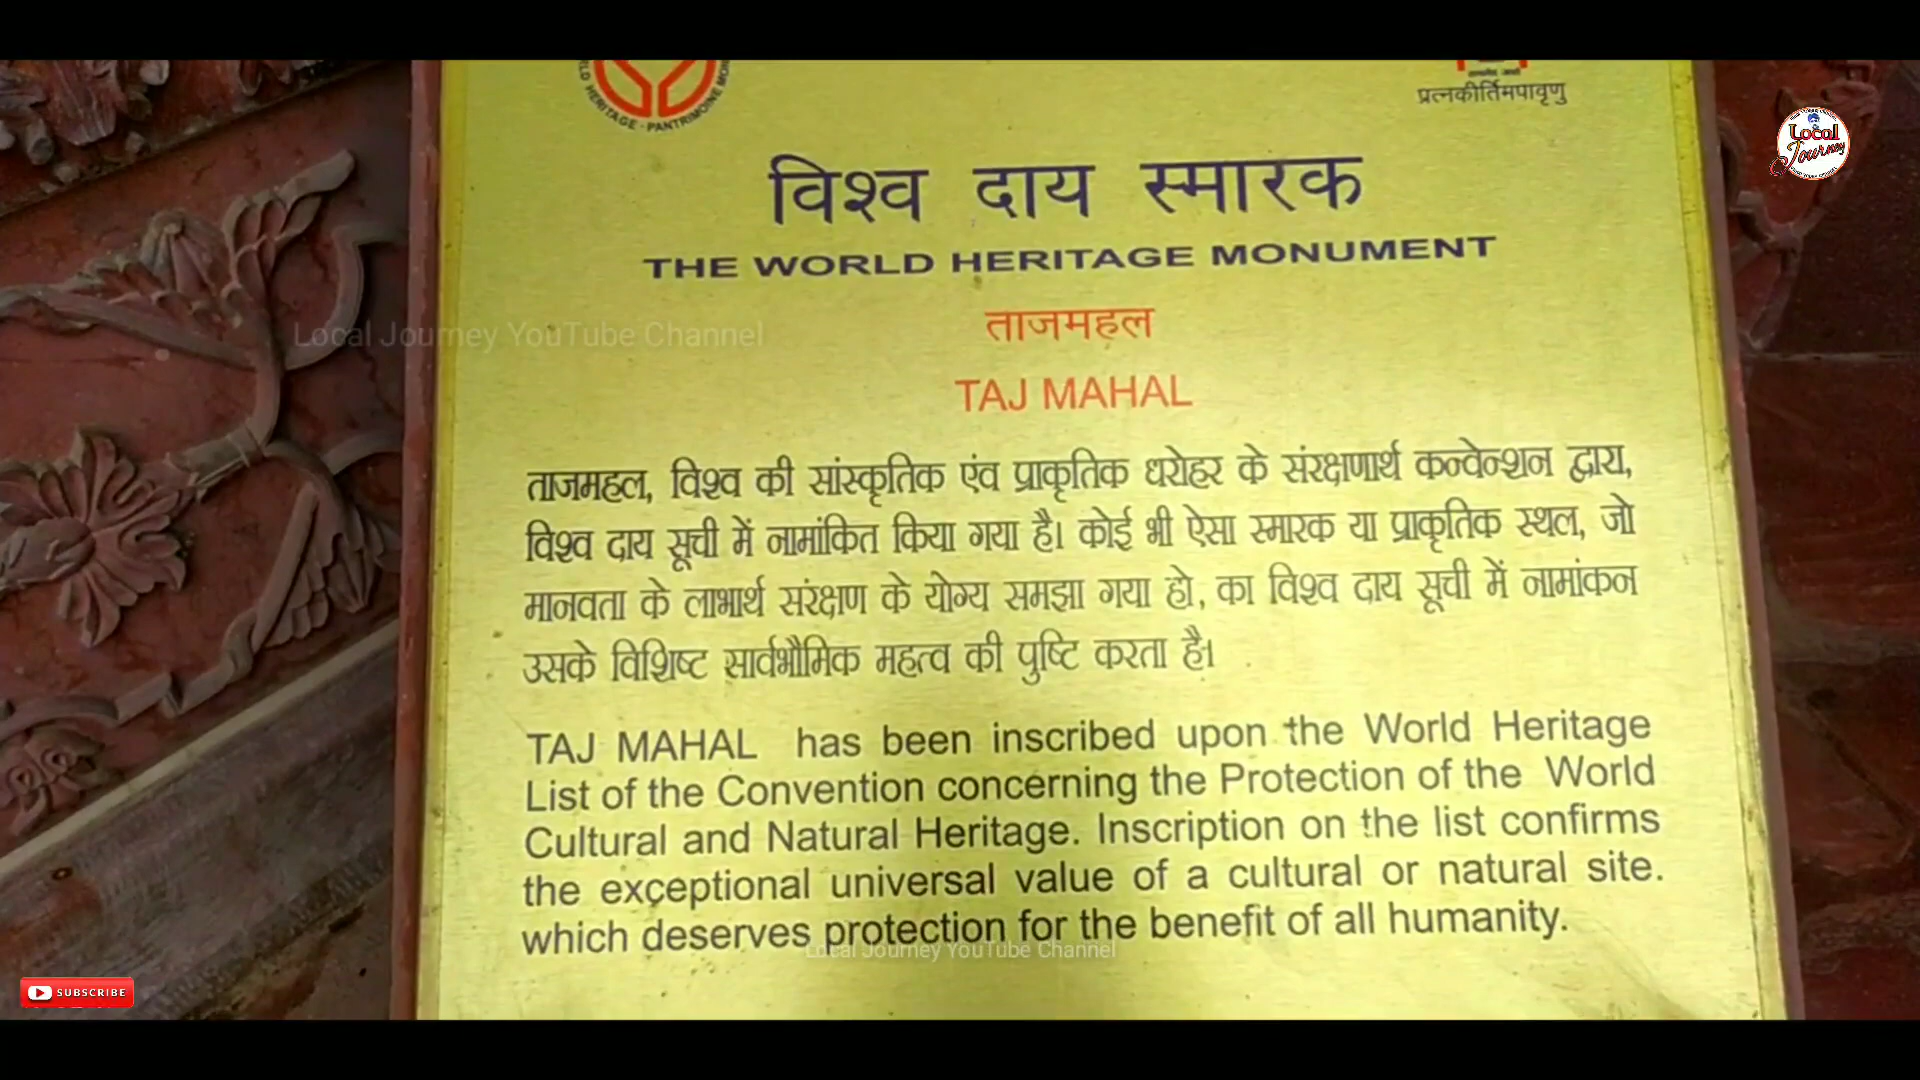 LD HERITAGE · PANTRIMOINE MON
प्रत्नकीर्तिमपावृणु
Local
Journey
विश्व दाय स्मारक
THE WORLD HERITAGE MONUMENT
ताजमहल
Local Journey YouTube Channel
TAJ MAHAL
ताजमहल, विश्व की सांस्कृतिक एंव प्राकृतिक धरोहर के संरक्षणार्थ कन्वेन्शन द्वारा,
विश्व दाय सूची में नामांकित किया गया है। कोई भी ऐसा स्मारक या प्राकृतिक स्थल, जो
मानवता के लाभार्थ संरक्षण के योग्य समझा गया हो, का विश्व दाय सूची में नामांकन
उसके विशिष्ट सार्वभौमिक महत्व की पुष्टि करता है।
TAJ MAHAL has been inscribed upon the World Heritage
List of the Convention concerning the Protection of the World
Cultural and Natural Heritage. Inscription on the list confirms
the exceptional universal value of a cultural or natural site.
which deserves protection for the benefit of all humanity.
Local Journey YouTube Channel
SUBSCRIBE